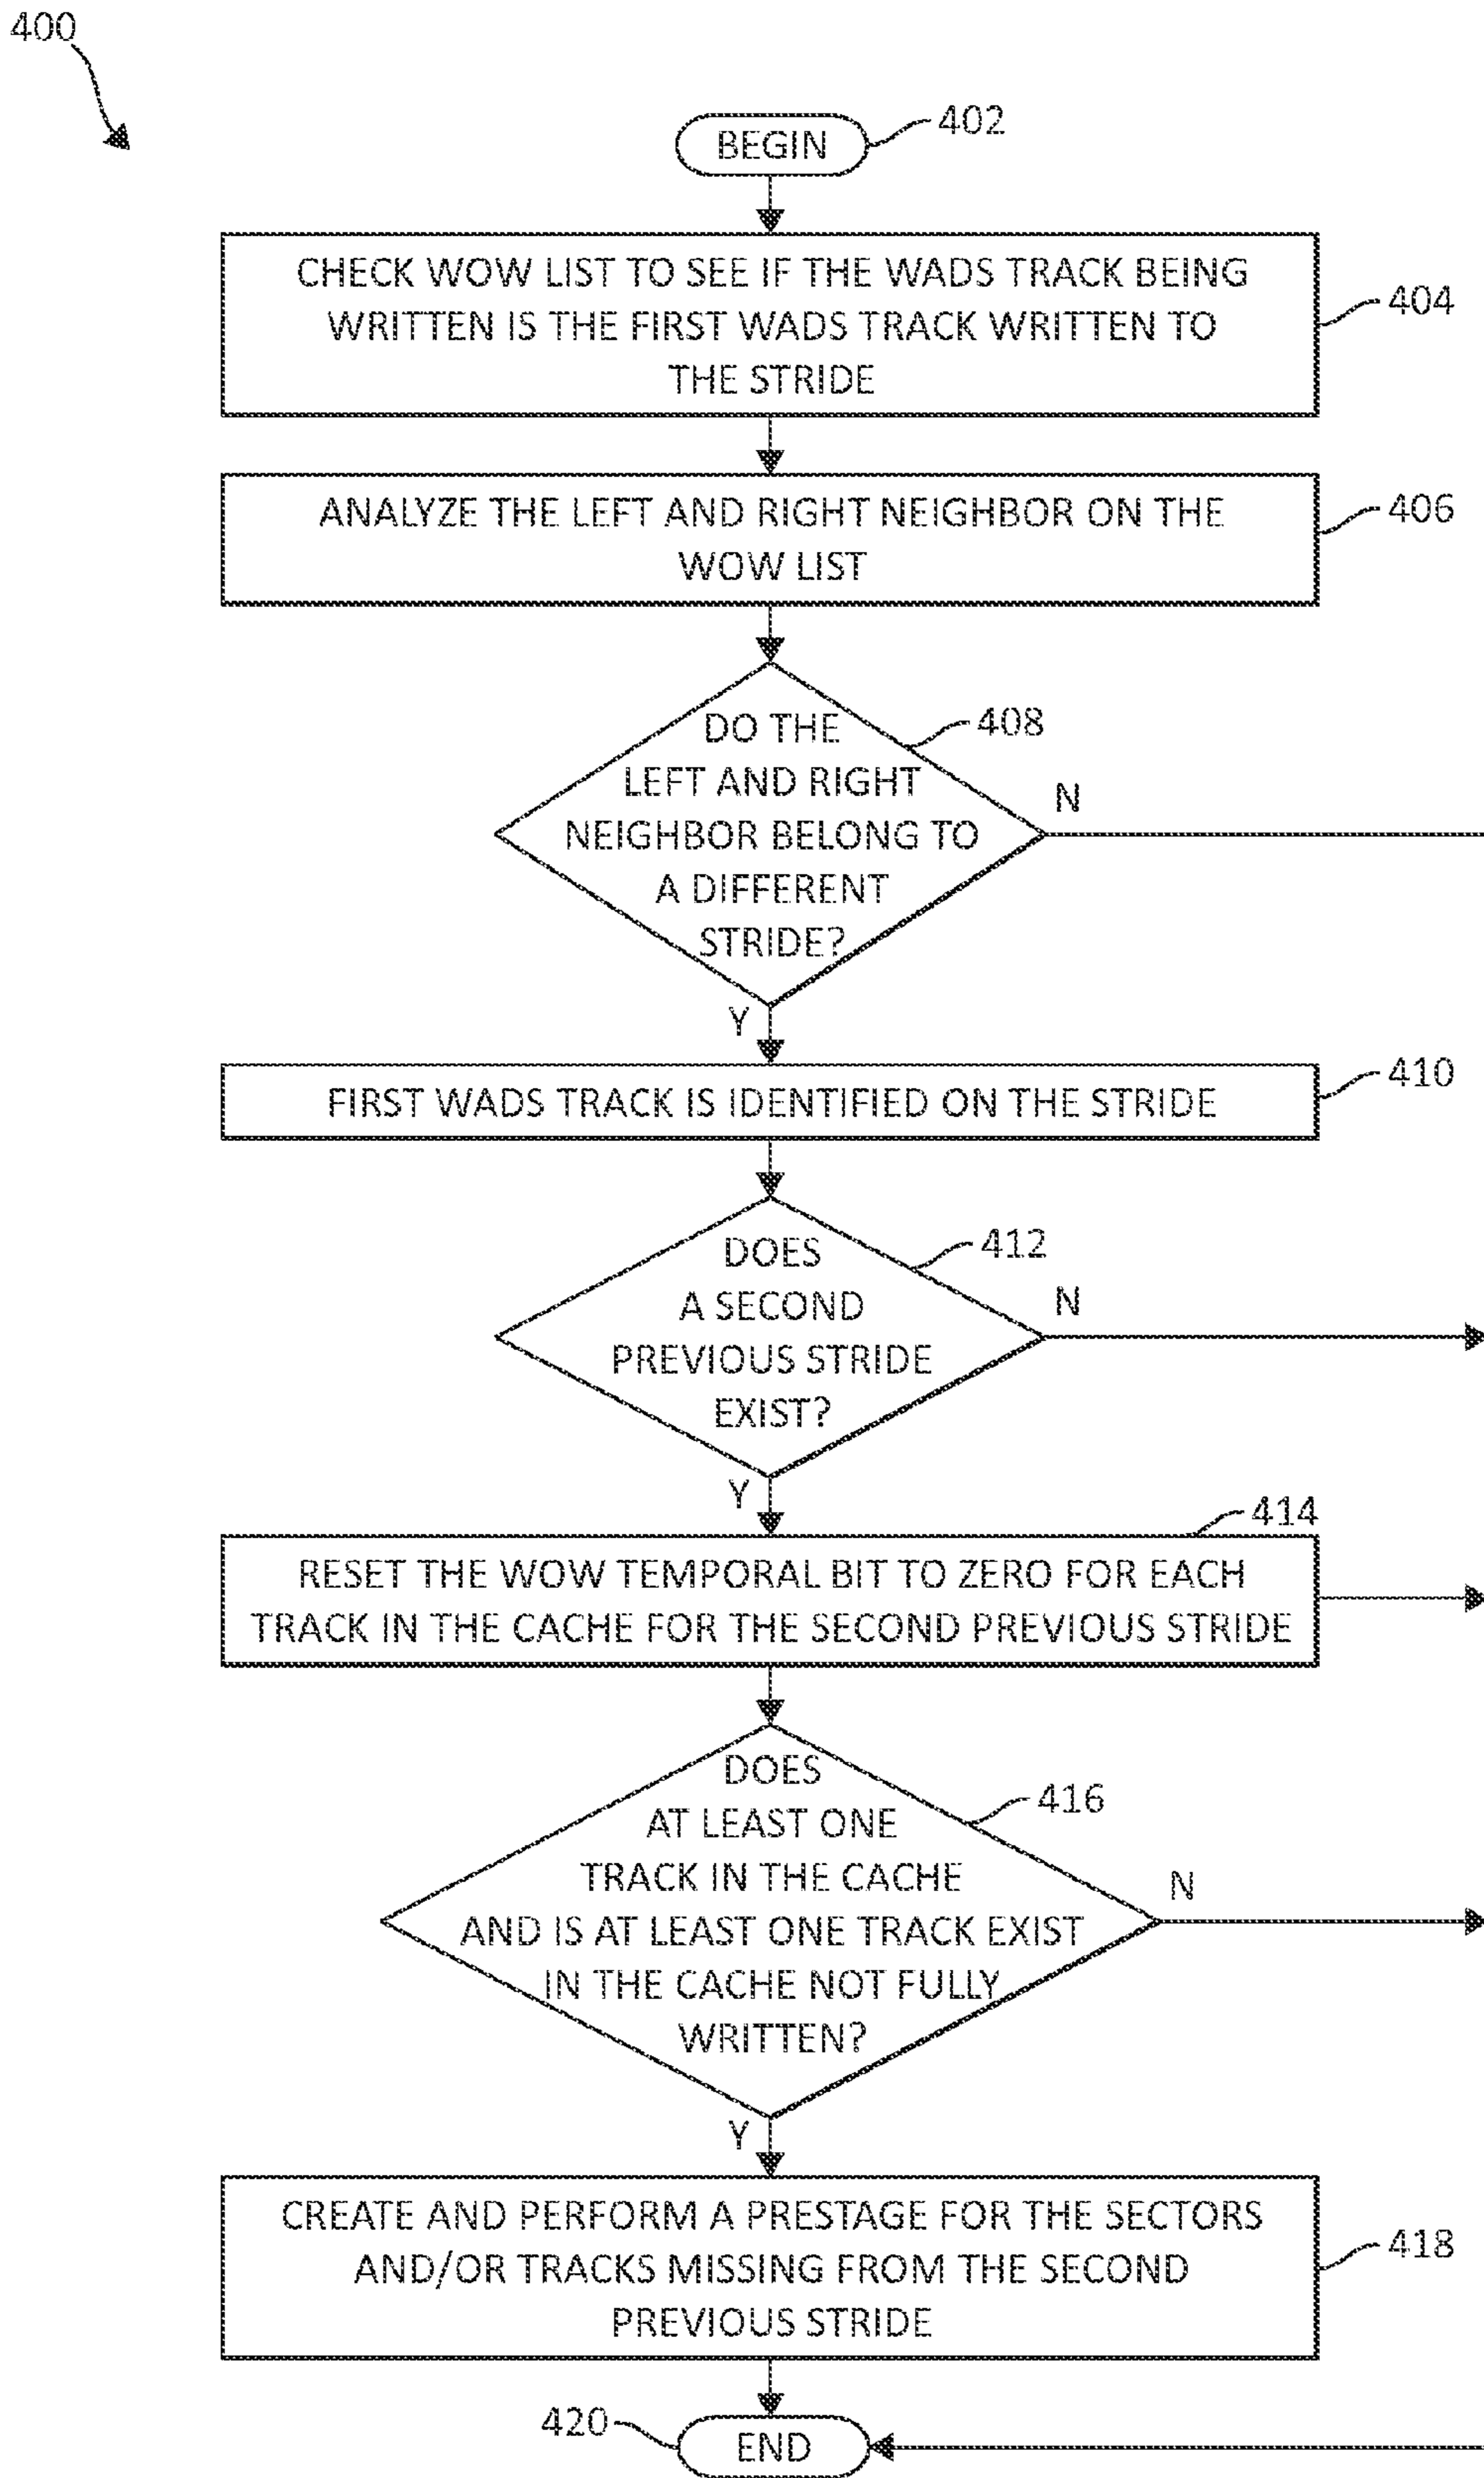 400
BEGIN
402
CHECK WOW LIST TO SEE IF THE WADS TRACK BEING
WRITTEN IS THE FIRST WADS TRACK WRITTEN TO
THE STRIDE
404
ANALYZE THE LEFT AND RIGHT NEIGHBOR ON THE
WOW LIST
406
DO THE
LEFT AND RIGHT
NEIGHBOR BELONG TO
A DIFFERENT
STRIDE?
408
N
Y
FIRST WADS TRACK IS IDENTIFIED ON THE STRIDE
410
DOES
A SECOND
PREVIOUS STRIDE
EXIST?
412
N
Y
414
RESET THE WOW TEMPORAL BIT TO ZERO FOR EACH
TRACK IN THE CACHE FOR THE SECOND PREVIOUS STRIDE
DOES
AT LEAST ONE
TRACK IN THE CACHE
AND IS AT LEAST ONE TRACK EXIST
IN THE CACHE NOT FULLY
WRITTEN?
416
N
Y
CREATE AND PERFORM A PRESTAGE FOR THE SECTORS
AND/OR TRACKS MISSING FROM THE SECOND
PREVIOUS STRIDE
418
420
END